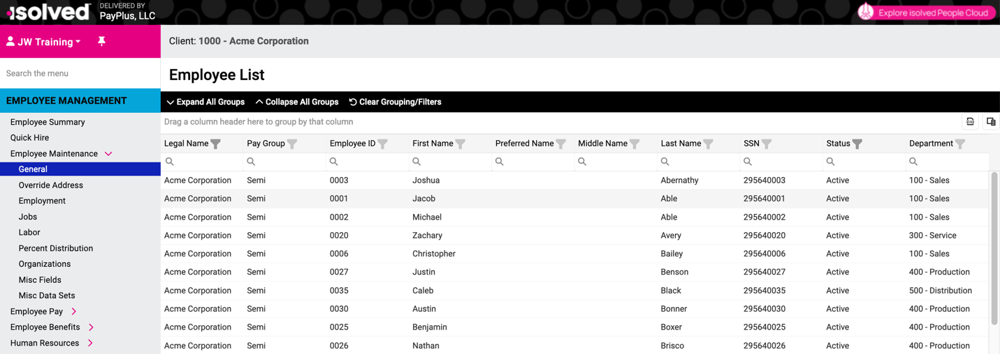 isolved DELIVERED BY PayPlus, LLC
Explore isolved People Cloud
JW Training
Client: 1000 - Acme Corporation
Search the menu
Employee List
EMPLOYEE MANAGEMENT
Expand All Groups Collapse All Groups Clear Grouping/Filters
Employee Summary
Quick Hire
Employee Maintenance
General
Override Address
Employment
Jobs
Labor
Percent Distribution
Organizations
Misc Fields
Misc Data Sets
Employee Pay
Employee Benefits
Human Resources
Drag a column header here to group by that column
Legal Name Pay Group Employee ID First Name Preferred Name Middle Name Last Name SSN Status Department
Acme Corporation Semi 0003 Joshua Abernathy 295640003 Active 100 - Sales
Acme Corporation Semi 0001 Jacob Able 295640001 Active 100 - Sales
Acme Corporation Semi 0002 Michael Able 295640002 Active 100 - Sales
Acme Corporation Semi 0020 Zachary Avery 295640020 Active 300 - Service
Acme Corporation Semi 0006 Christopher Bailey 295640006 Active 100 - Sales
Acme Corporation Semi 0027 Justin Benson 295640027 Active 400 - Production
Acme Corporation Semi 0035 Caleb Black 295640035 Active 500 - Distribution
Acme Corporation Semi 0030 Austin Bonner 295640030 Active 400 - Production
Acme Corporation Semi 0025 Benjamin Boxer 295640025 Active 400 - Production
Acme Corporation Semi 0026 Nathan Brisco 295640026 Active 400 - Production